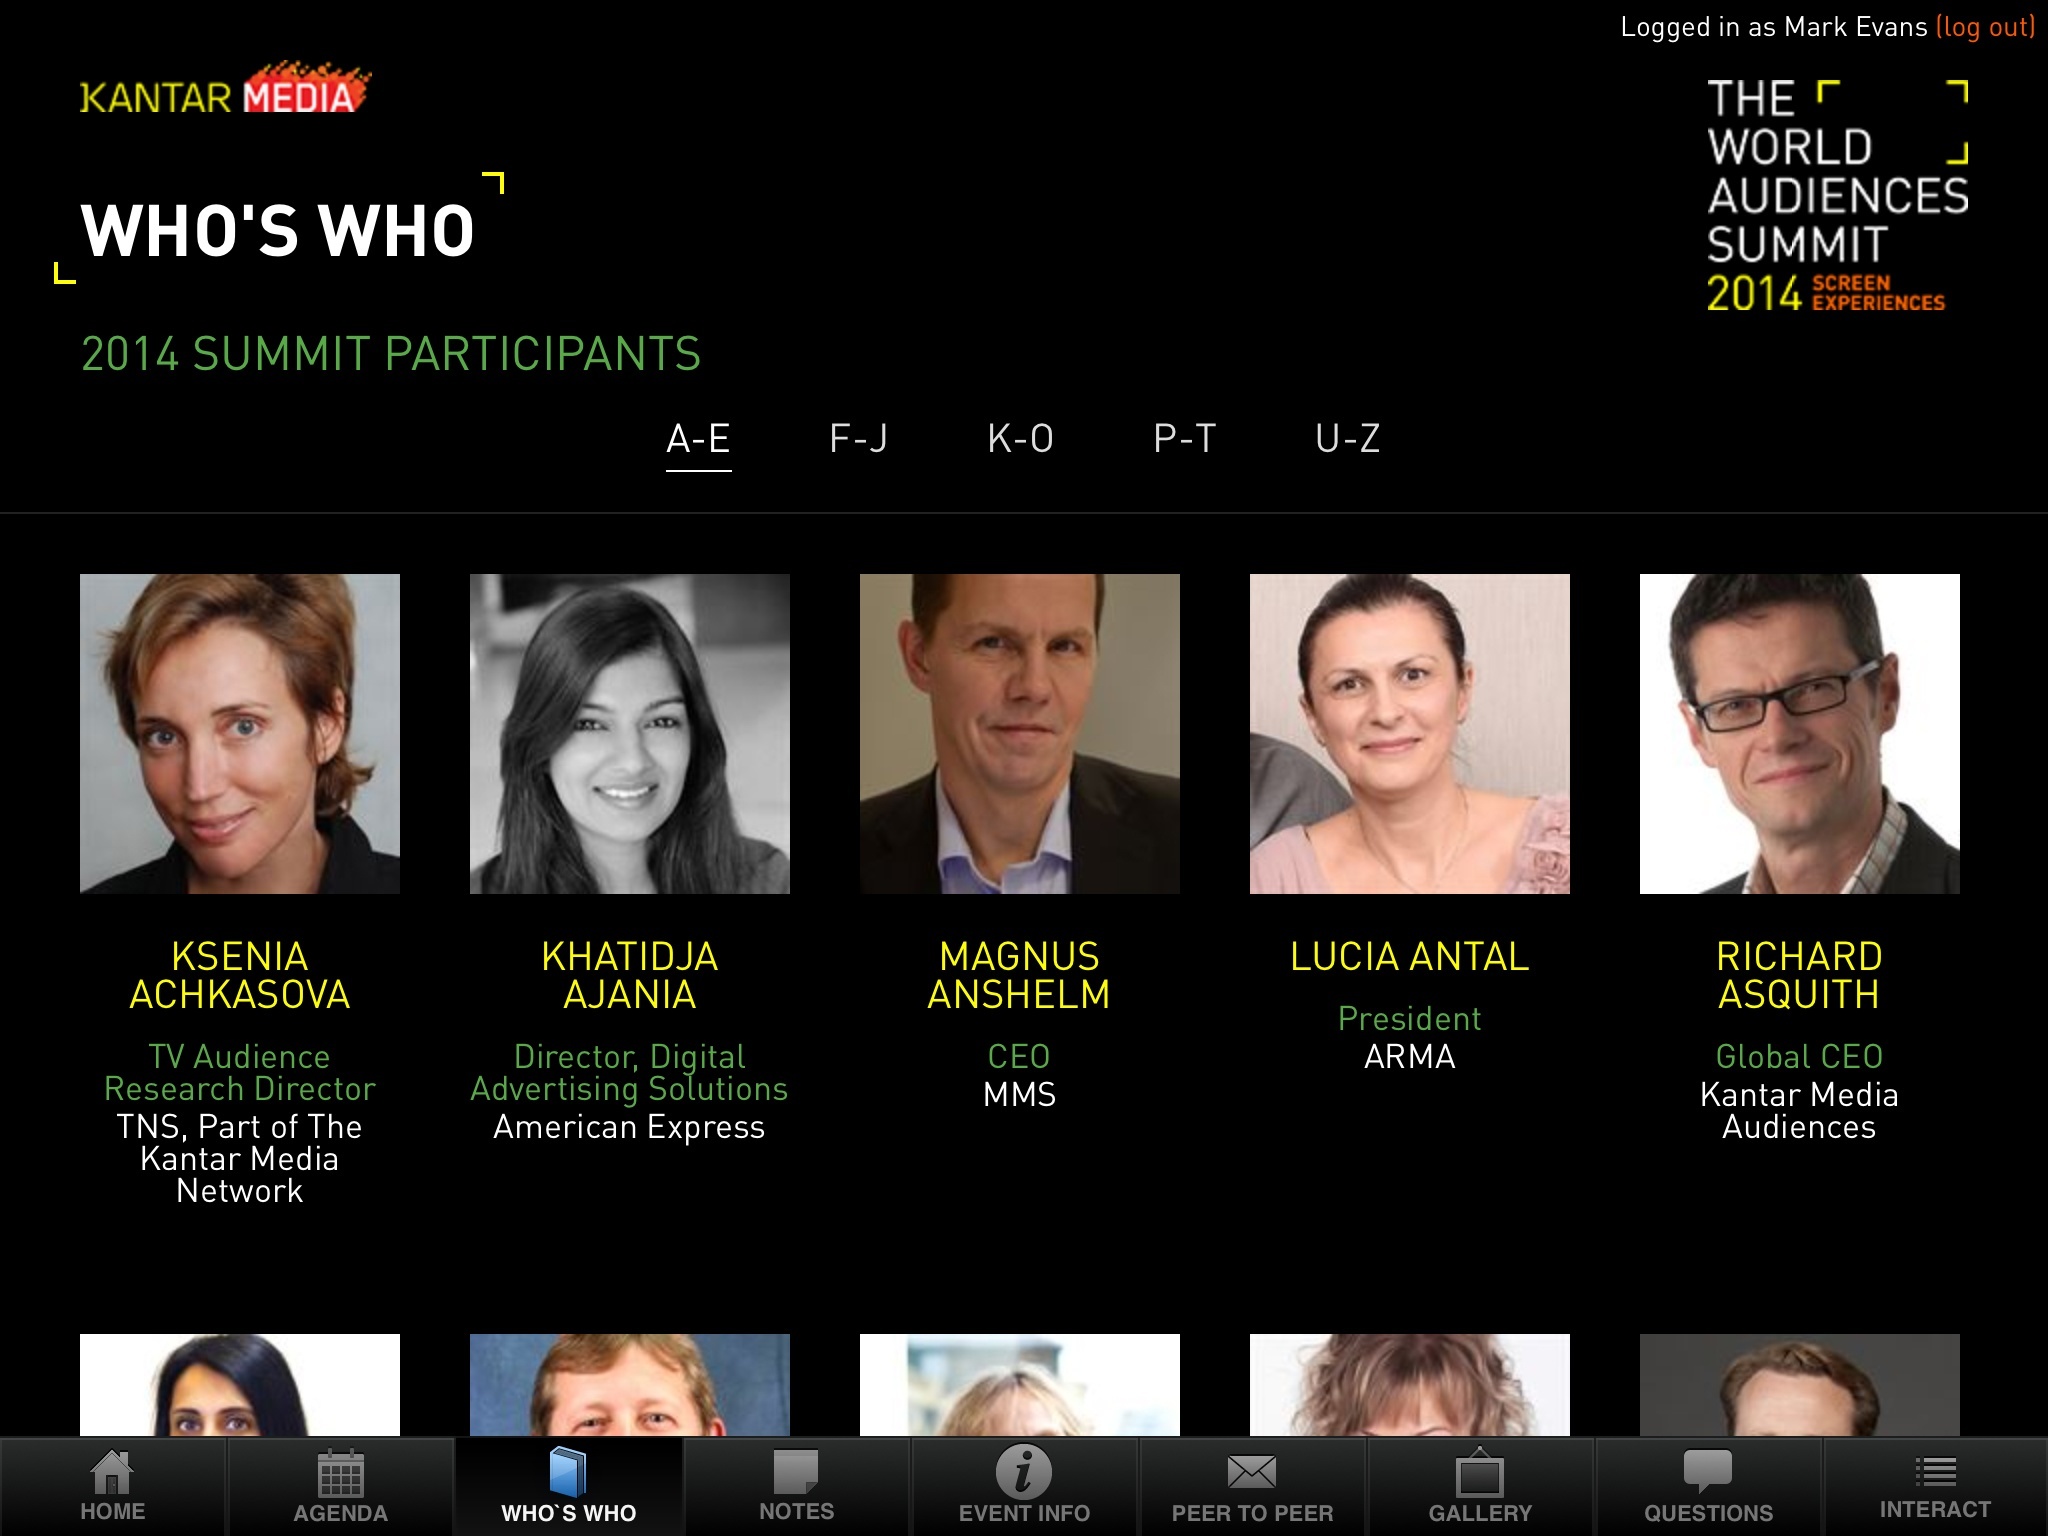 Logged in as Mark Evans (log out)
KANTAR MEDIA
THE
WORLD
AUDIENCES
SUMMIT
2014 SCREEN
EXPERIENCES
WHO'S WHO
2014 SUMMIT PARTICIPANTS
A-E F-J K-O P-T U-Z
KSENIA
ACHKASOVA
TV Audience
Research Director
TNS, Part of The
Kantar Media
Network
KHATIDJA
AJANIA
Director, Digital
Advertising Solutions
American Express
MAGNUS
ANSHELM
CEO
MMS
LUCIA ANTAL
President
ARMA
RICHARD
ASQUITH
Global CEO
Kantar Media
Audiences
HOME AGENDA WHO`S WHO NOTES EVENT INFO PEER TO PEER GALLERY QUESTIONS INTERACT